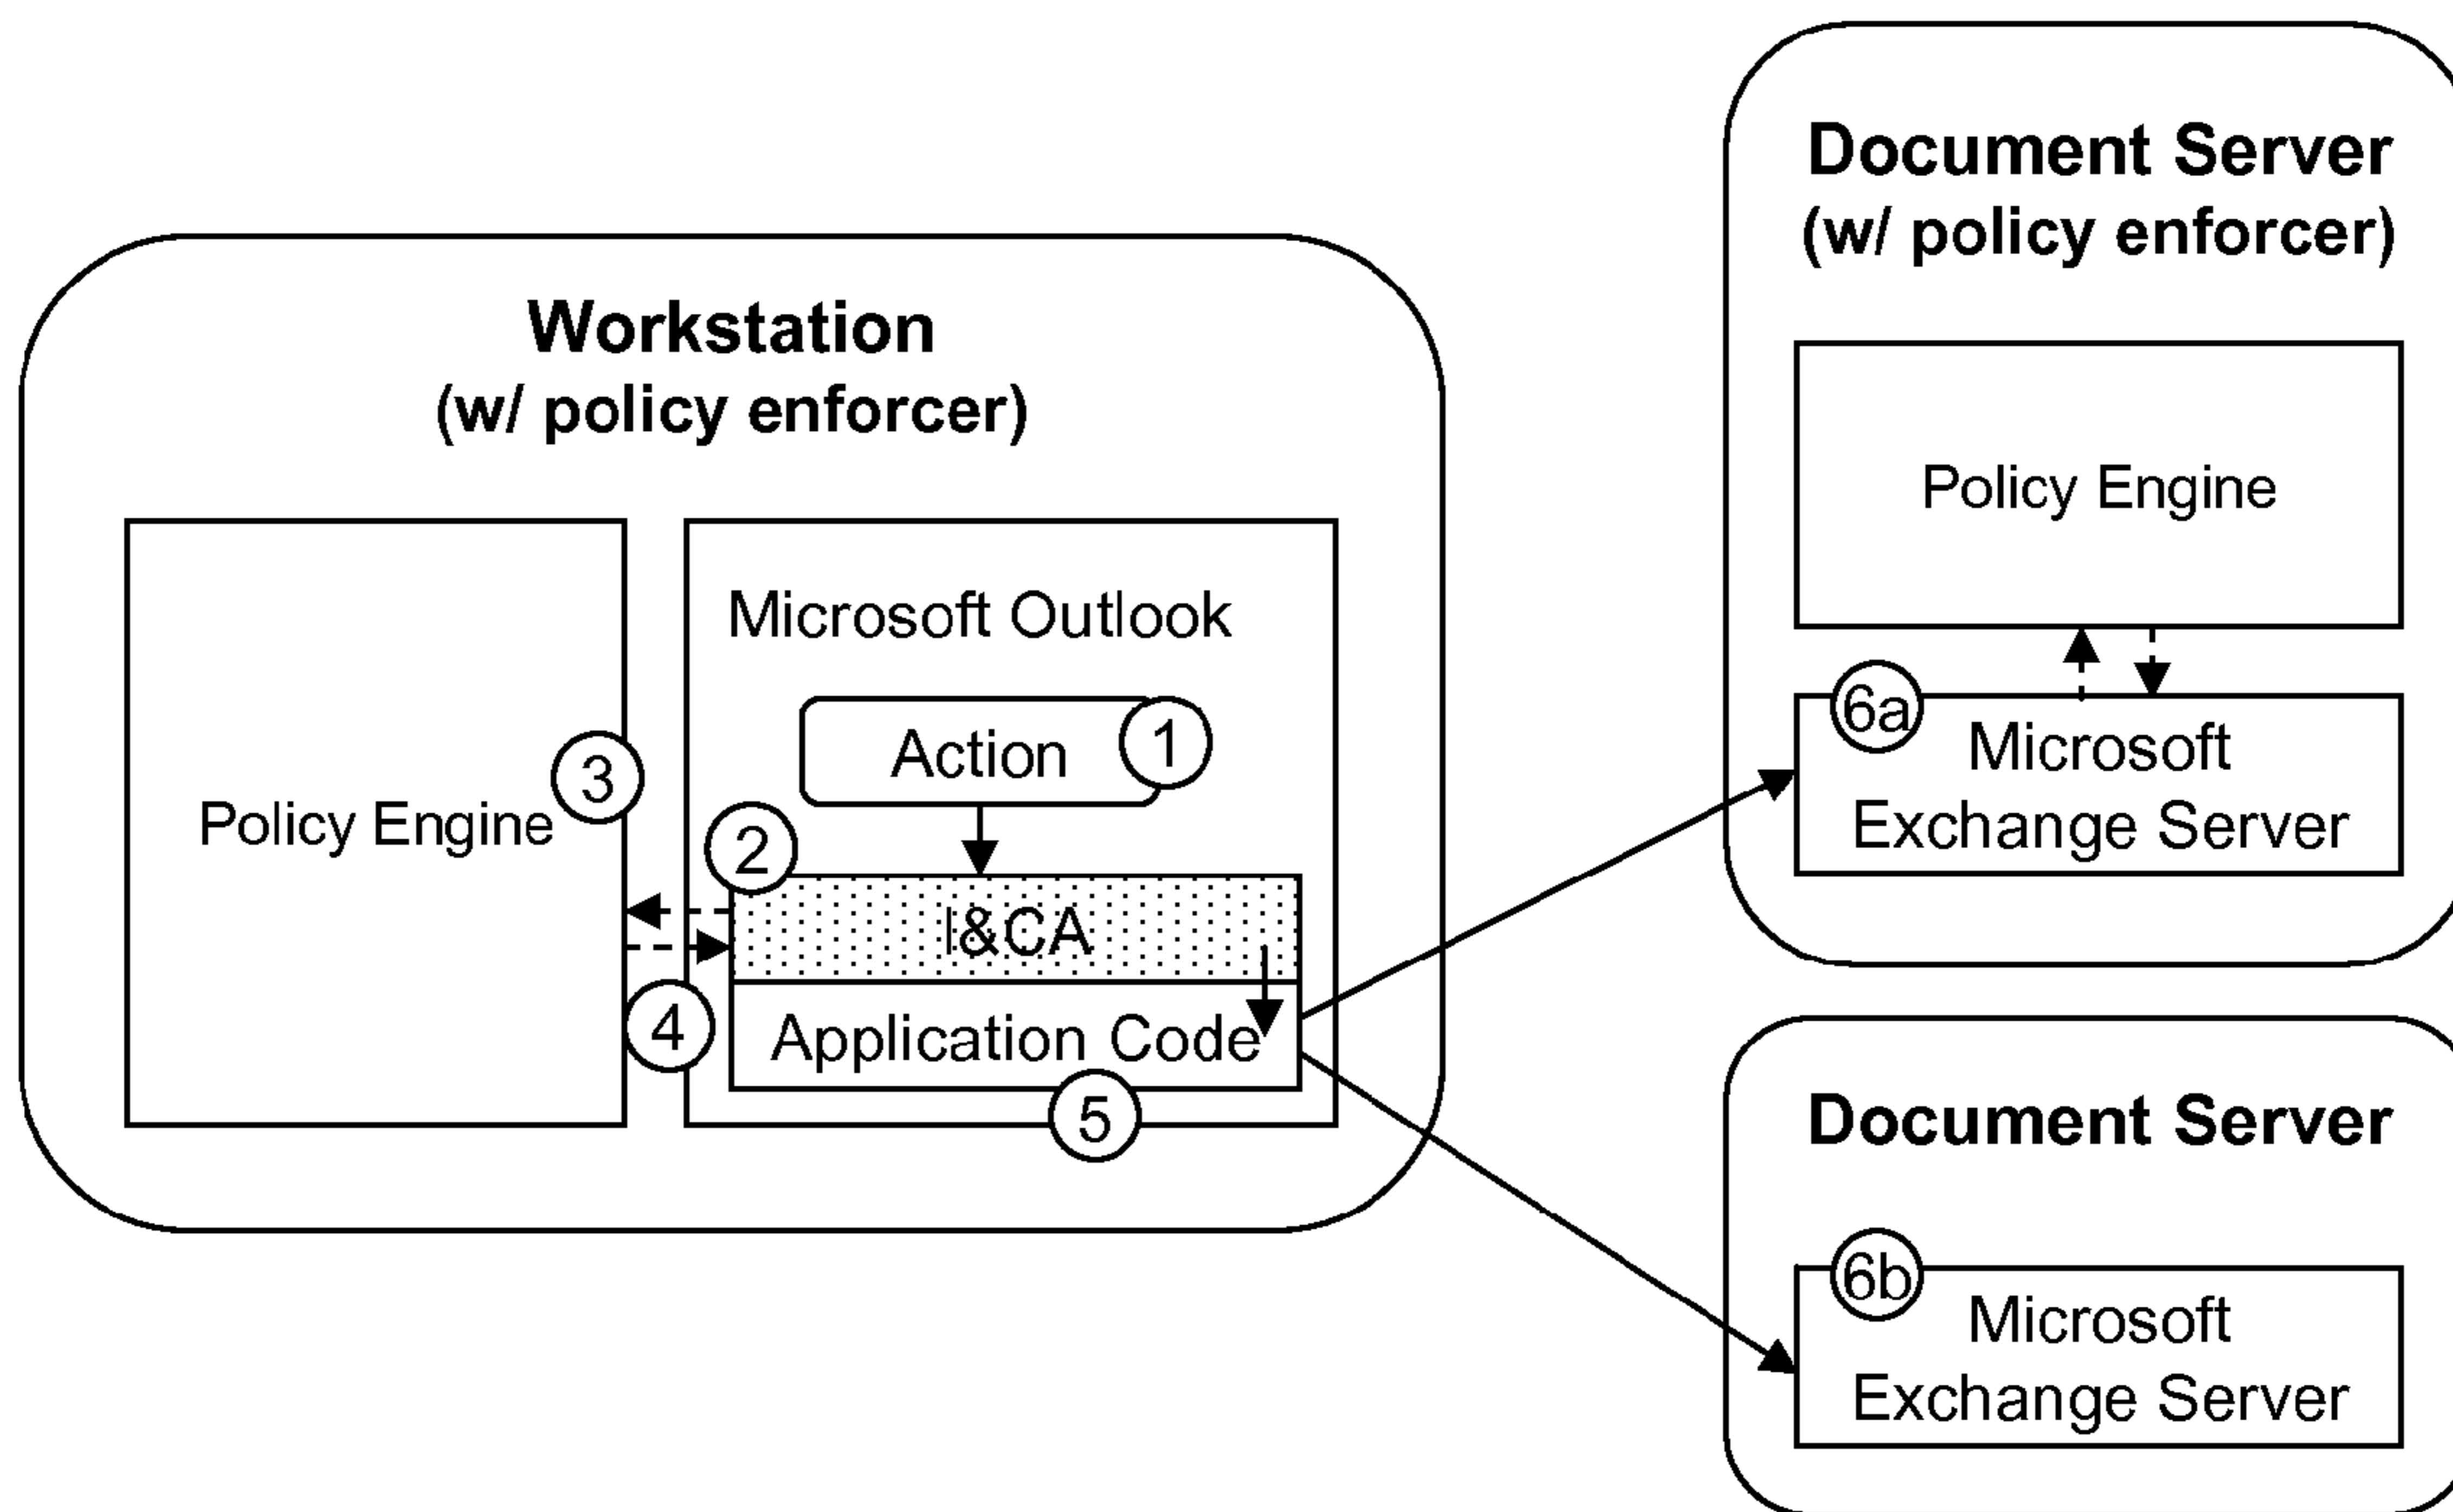 Workstation
(w/ policy enforcer)
Policy Engine
3
Microsoft Outlook
Action
1
2
I&CA
4
Application Code
5
Document Server
(w/ policy enforcer)
Policy Engine
6a
Microsoft
Exchange Server
Document Server
6b
Microsoft
Exchange Server